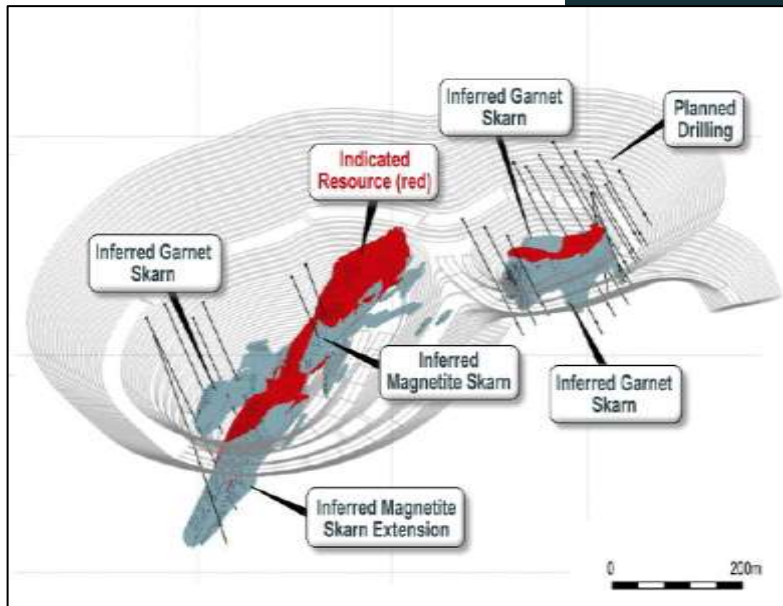 Inferred Garnet
Skarn
Planned
Drilling
Indicated
Resource (red)
Inferred Garnet
Skarn
Inferred
Magnetite Skarn
Inferred Garnet
Skarn
Inferred Magnetite
Skarn Extension
0
200m